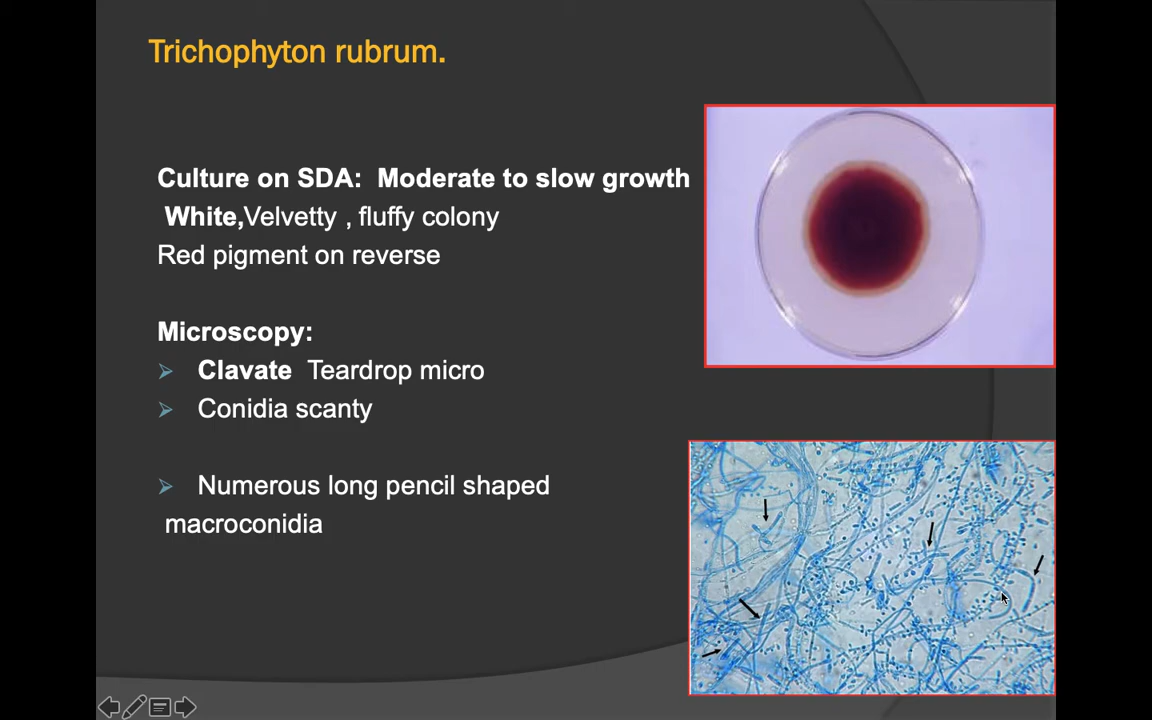 Trichophyton rubrum.
Culture on SDA:  Moderate to slow growth
White,Velvetty , fluffy colony
Red pigment on reverse
Microscopy:
Clavate  Teardrop micro
Conidia scanty
Numerous long pencil shaped
macroconidia